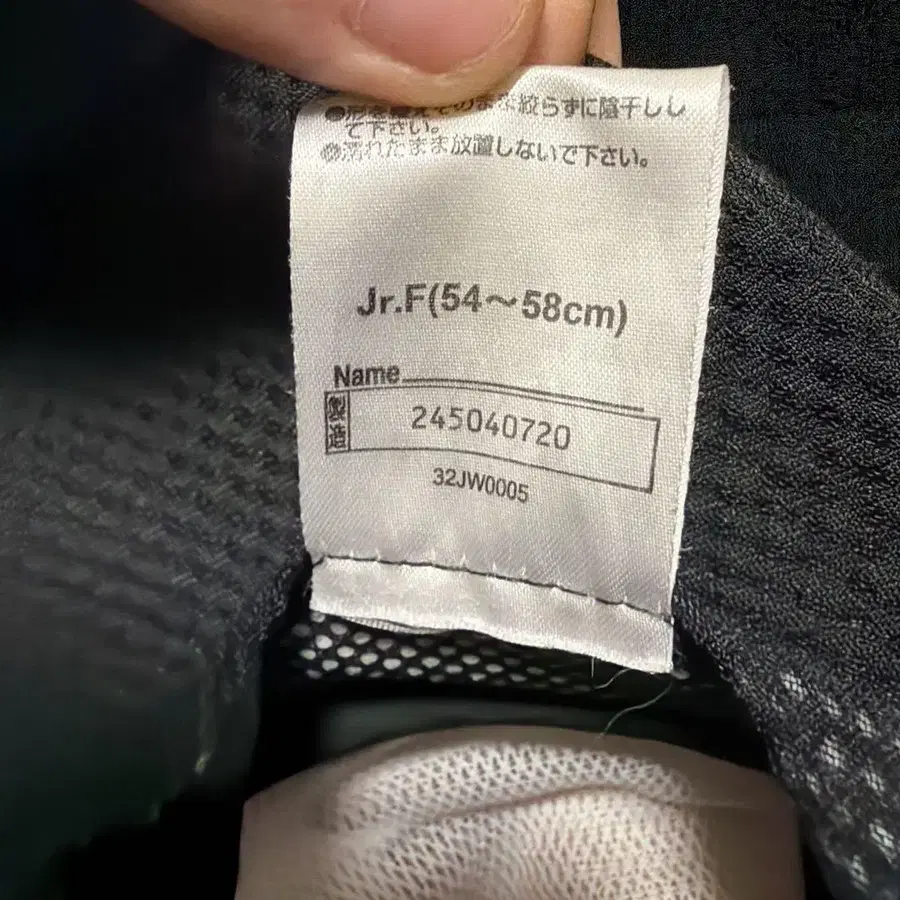 ●形を整えそのまま絞らずに陰干しし
て下さい。
●濡れたまま放置しないで下さい。
Jr.F(54〜58cm)
Name
製造
245040720
32JW0005